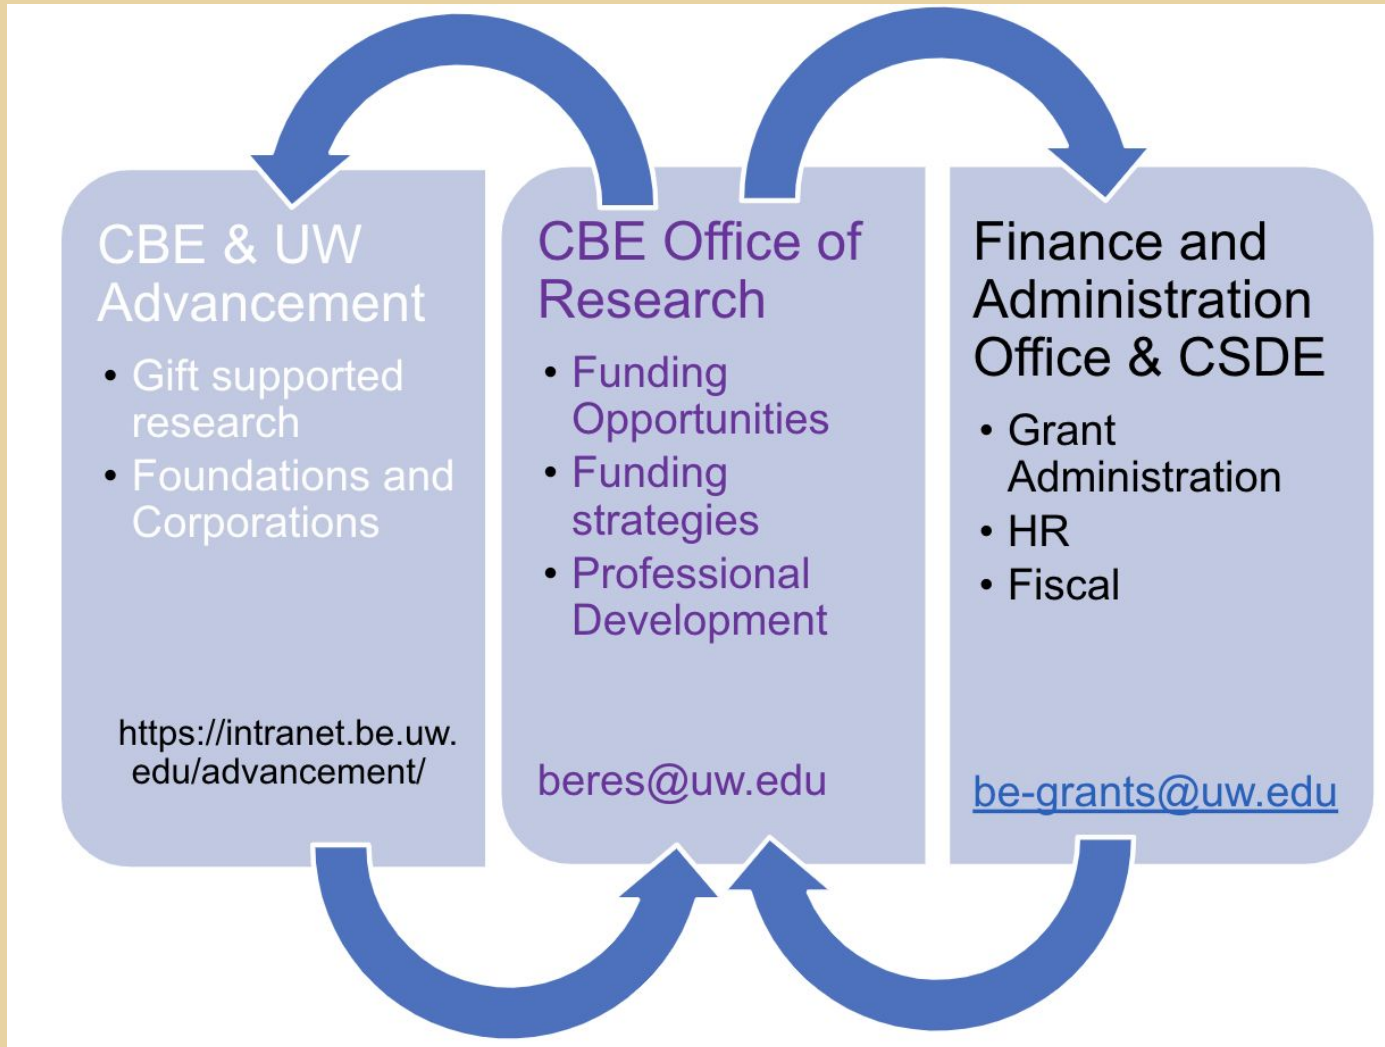 CBE & UW
Advancement
• Gift supported
research
• Foundations and
Corporations
https://intranet.be.uw.
edu/advancement/
CBE Office of
Research
• Funding
Opportunities
• Funding
strategies
• Professional
Development
beres@uw.edu
Finance and
Administration
Office & CSDE
• Grant
Administration
• HR
• Fiscal
be-grants@uw.edu